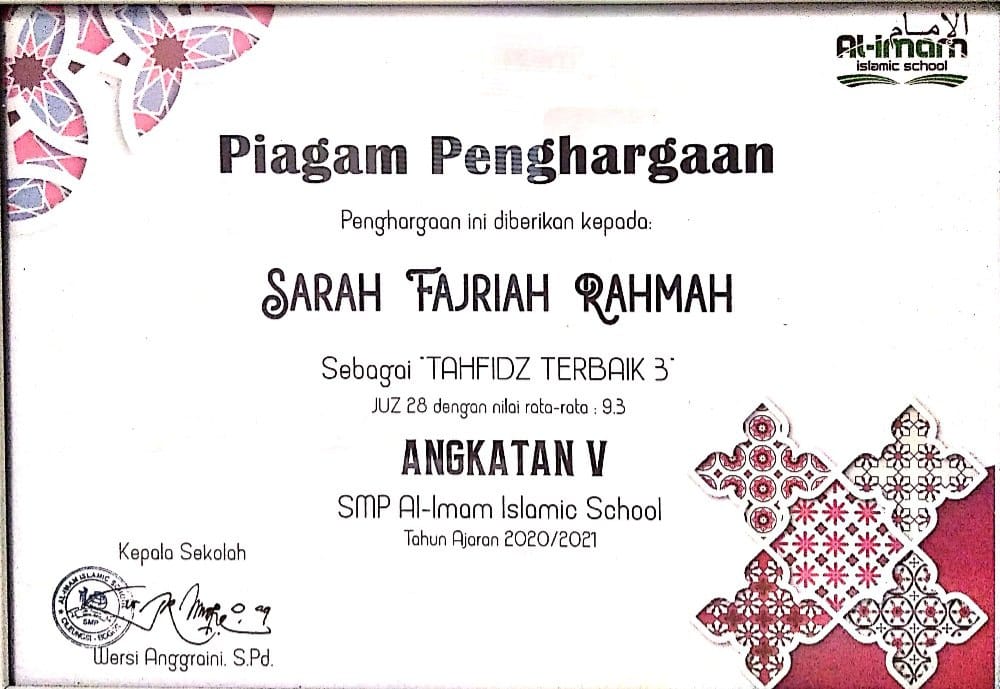 الإمام
Al-imam
islamic school
Piagam Penghargaan
Penghargaan ini diberikan kepada:
SARAH FAJRIAH RAHMAH
Sebagai "TAHFIDZ TERBAIK 3"
JUZ 28 dengan nilai rata-rata : 9.3
ANGKATAN V
SMP Al-Imam Islamic School
Tahun Ajaran 2020/2021
Kepala Sekolah
AL-IMAM ISLAMIC SCHOOL
SMP
CILEUNGSI - BOGOR
Wersi Anggraini, S.Pd.